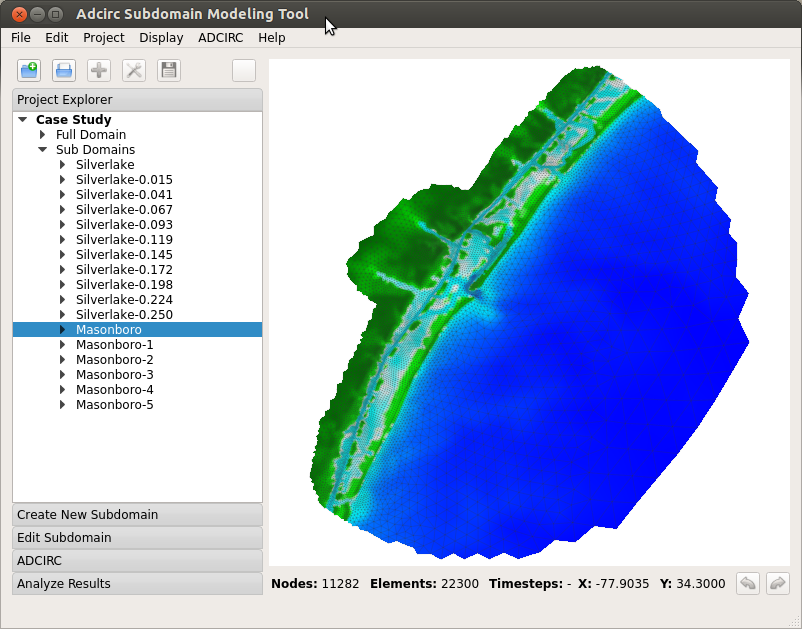 Adcirc Subdomain Modeling Tool
File Edit Project Display ADCIRC Help
Project Explorer
Case Study
Full Domain
Sub Domains
Silverlake
Silverlake-0.015
Silverlake-0.041
Silverlake-0.067
Silverlake-0.093
Silverlake-0.119
Silverlake-0.145
Silverlake-0.172
Silverlake-0.198
Silverlake-0.224
Silverlake-0.250
Masonboro
Masonboro-1
Masonboro-2
Masonboro-3
Masonboro-4
Masonboro-5
Create New Subdomain
Edit Subdomain
ADCIRC
Analyze Results
Nodes: 11282 Elements: 22300 Timesteps: - X: -77.9035 Y: 34.3000